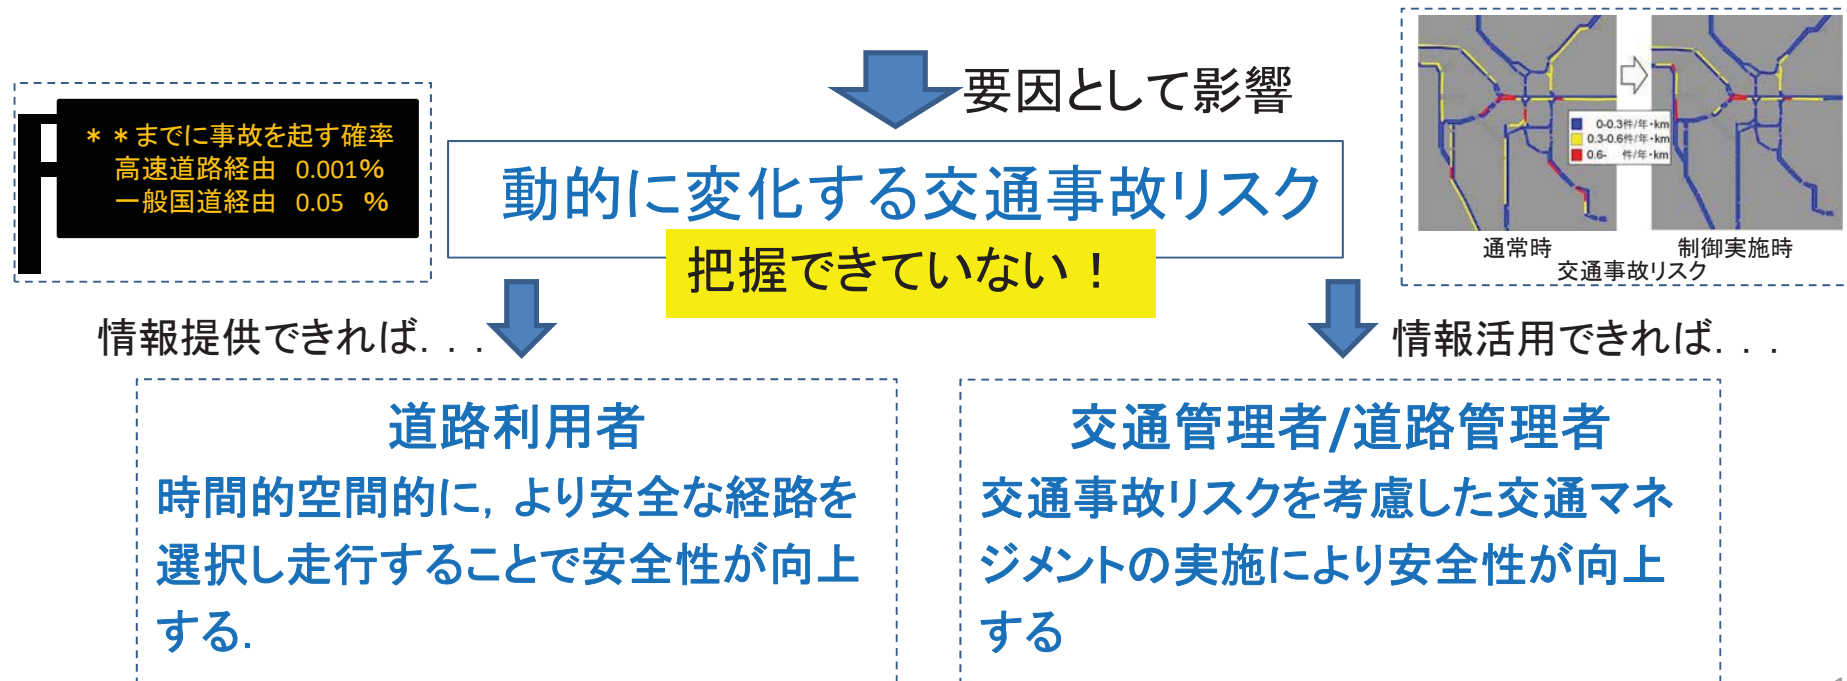 要因として影響
＊＊までに事故を起す確率
高速道路経由 0.001%
一般国道経由 0.05 %
動的に変化する交通事故リスク
把握できていない！
0-0.3件/年・km
0.3-0.6件/年・km
0.6- 件/年・km
通常時 制御実施時
交通事故リスク
情報提供できれば．．．
情報活用できれば．．．
道路利用者
時間的空間的に, より安全な経路を
選択し走行することで安全性が向上
する.
交通管理者/道路管理者
交通事故リスクを考慮した交通マネ
ジメントの実施により安全性が向上
する